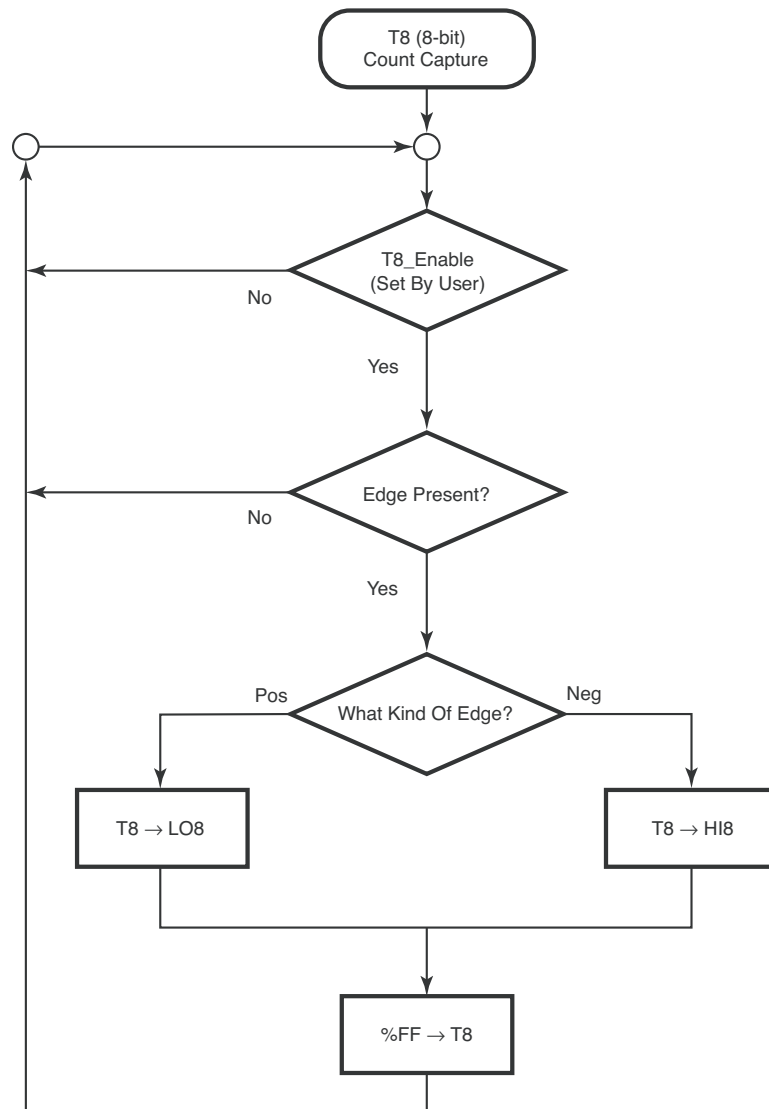 T8 (8-bit)
Count Capture
T8_Enable
(Set By User)
No
Yes
Edge Present?
No
Yes
Pos
What Kind Of Edge?
Neg
T8 → LO8
T8 → HI8
%FF → T8